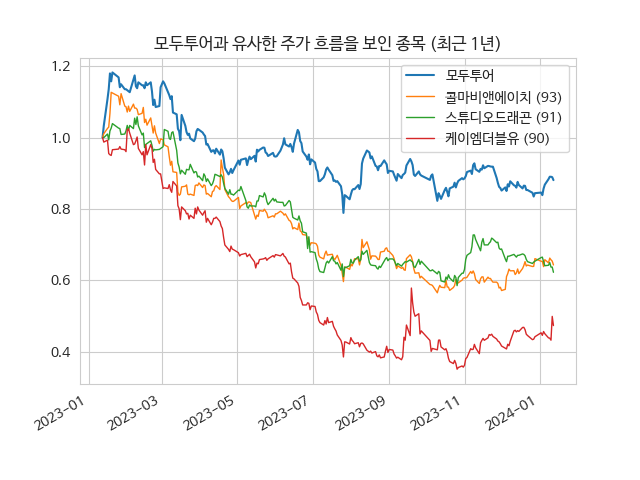 모두투어과 유사한 주가 흐름을 보인 종목 (최근 1년)
모두투어
콜마비앤에이치 (93)
스튜디오드래곤 (91)
케이엠더블유 (90)
1.2
1.0
0.8
0.6
0.4
2023-01
2023-03
2023-05
2023-07
2023-09
2023-11
2024-01